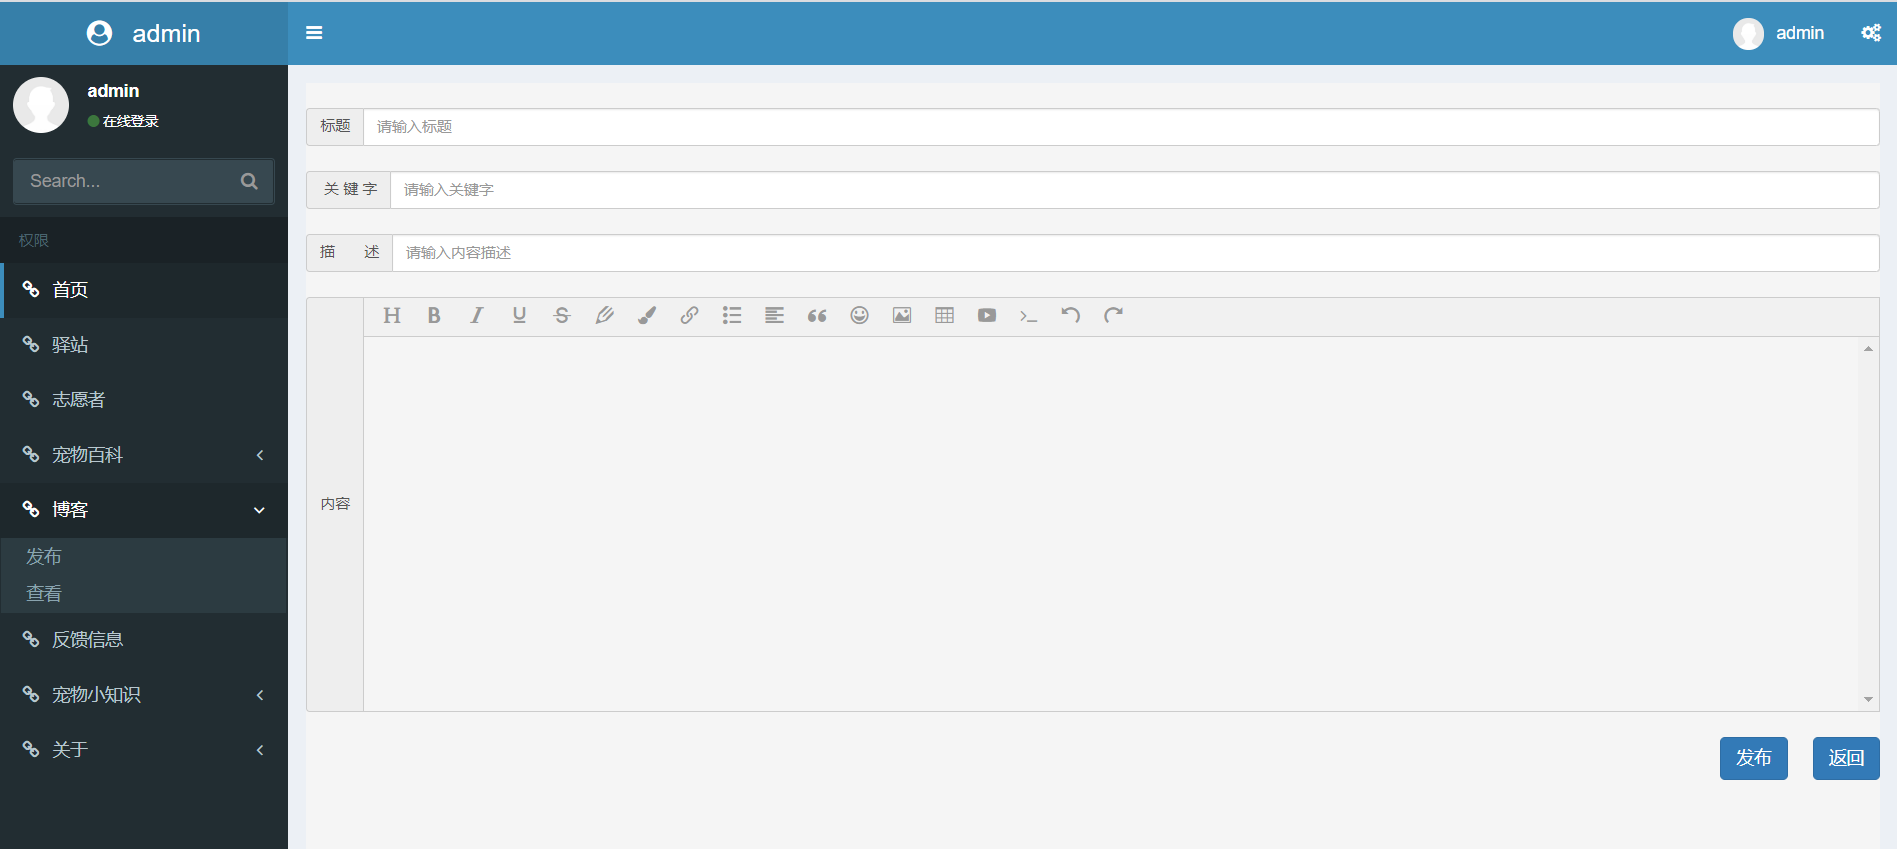 admin
admin
admin
在线登录
Search...
权限
首页
驿站
志愿者
宠物百科
博客
发布
查看
反馈信息
宠物小知识
关于
标题 请输入标题
关 键 字 请输入关键字
描 述 请输入内容描述
内容
发布 返回